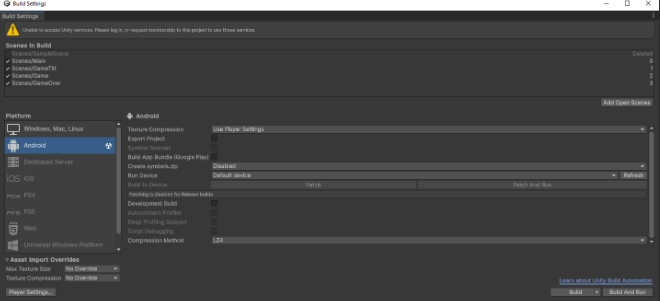 Build Settings
Build Settings
Unable to access Unity services. Please log in, or request membership to this project to use these services.
Scenes In Build
Scenes/SampleScene Deleted
Scenes/Main 0
Scenes/GameTtl 1
Scenes/Game 2
Scenes/GameOver 3
Add Open Scenes
Platform
Windows, Mac, Linux
Android
Dedicated Server
iOS iOS
PS4 PS4
PS5 PS5
Web
Universal Windows Platform
Android
Texture Compression Use Player Settings
Export Project
Symlink Sources
Build App Bundle (Google Play)
Create symbols.zip Disabled
Run Device Default device Refresh
Build to Device Patch Patch And Run
Patching is disabled for Release builds
Development Build
Autoconnect Profiler
Deep Profiling Support
Script Debugging
Compression Method LZ4
Asset Import Overrides
Max Texture Size No Override
Texture Compression No Override
Learn about Unity Build Automation
Player Settings... Build Build And Run